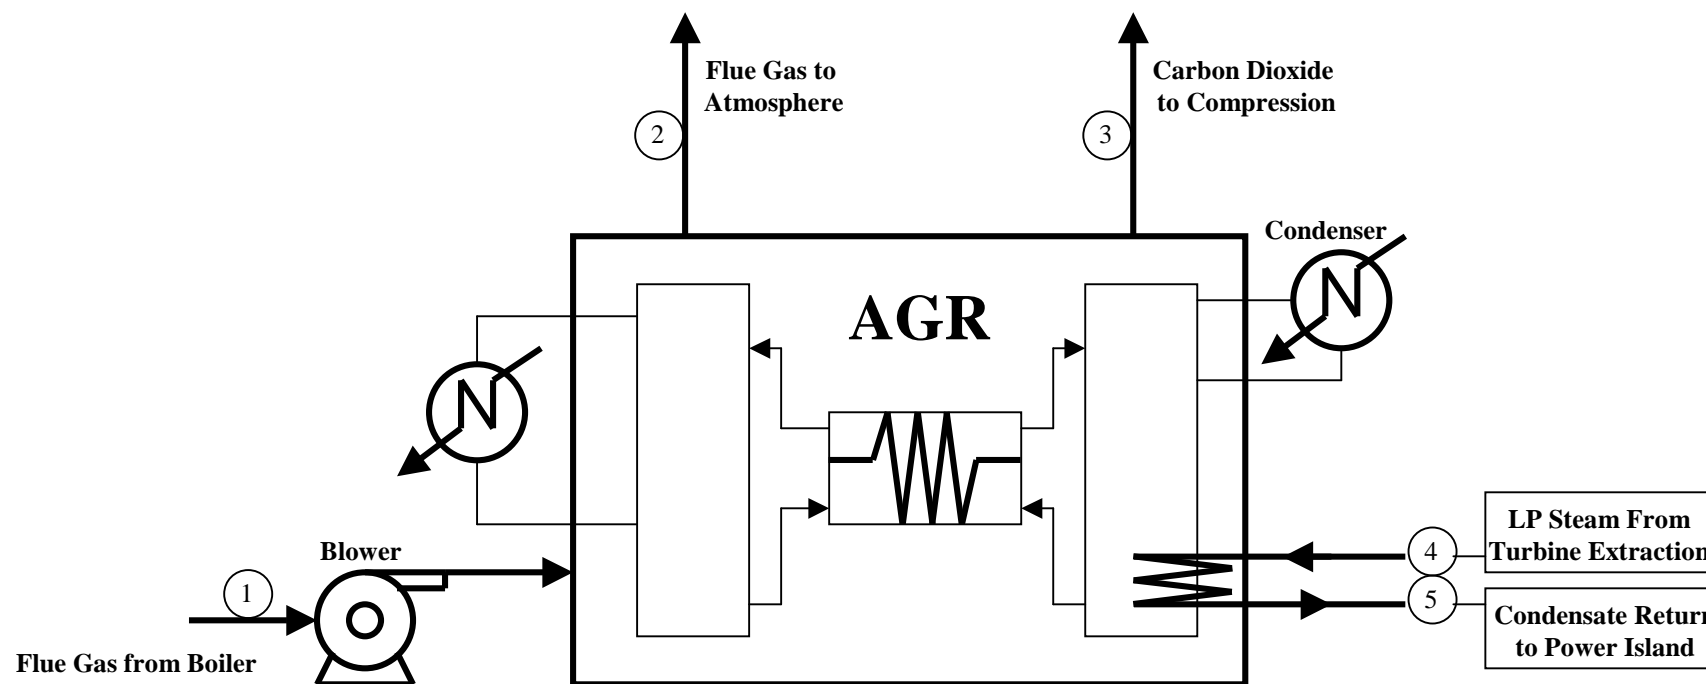 Flue Gas to
Atmosphere
Carbon Dioxide
to Compression
2
3
Condenser
AGR
LP Steam From
Turbine Extraction
4
Blower
1
5
Condensate Return
to Power Island
Flue Gas from Boiler